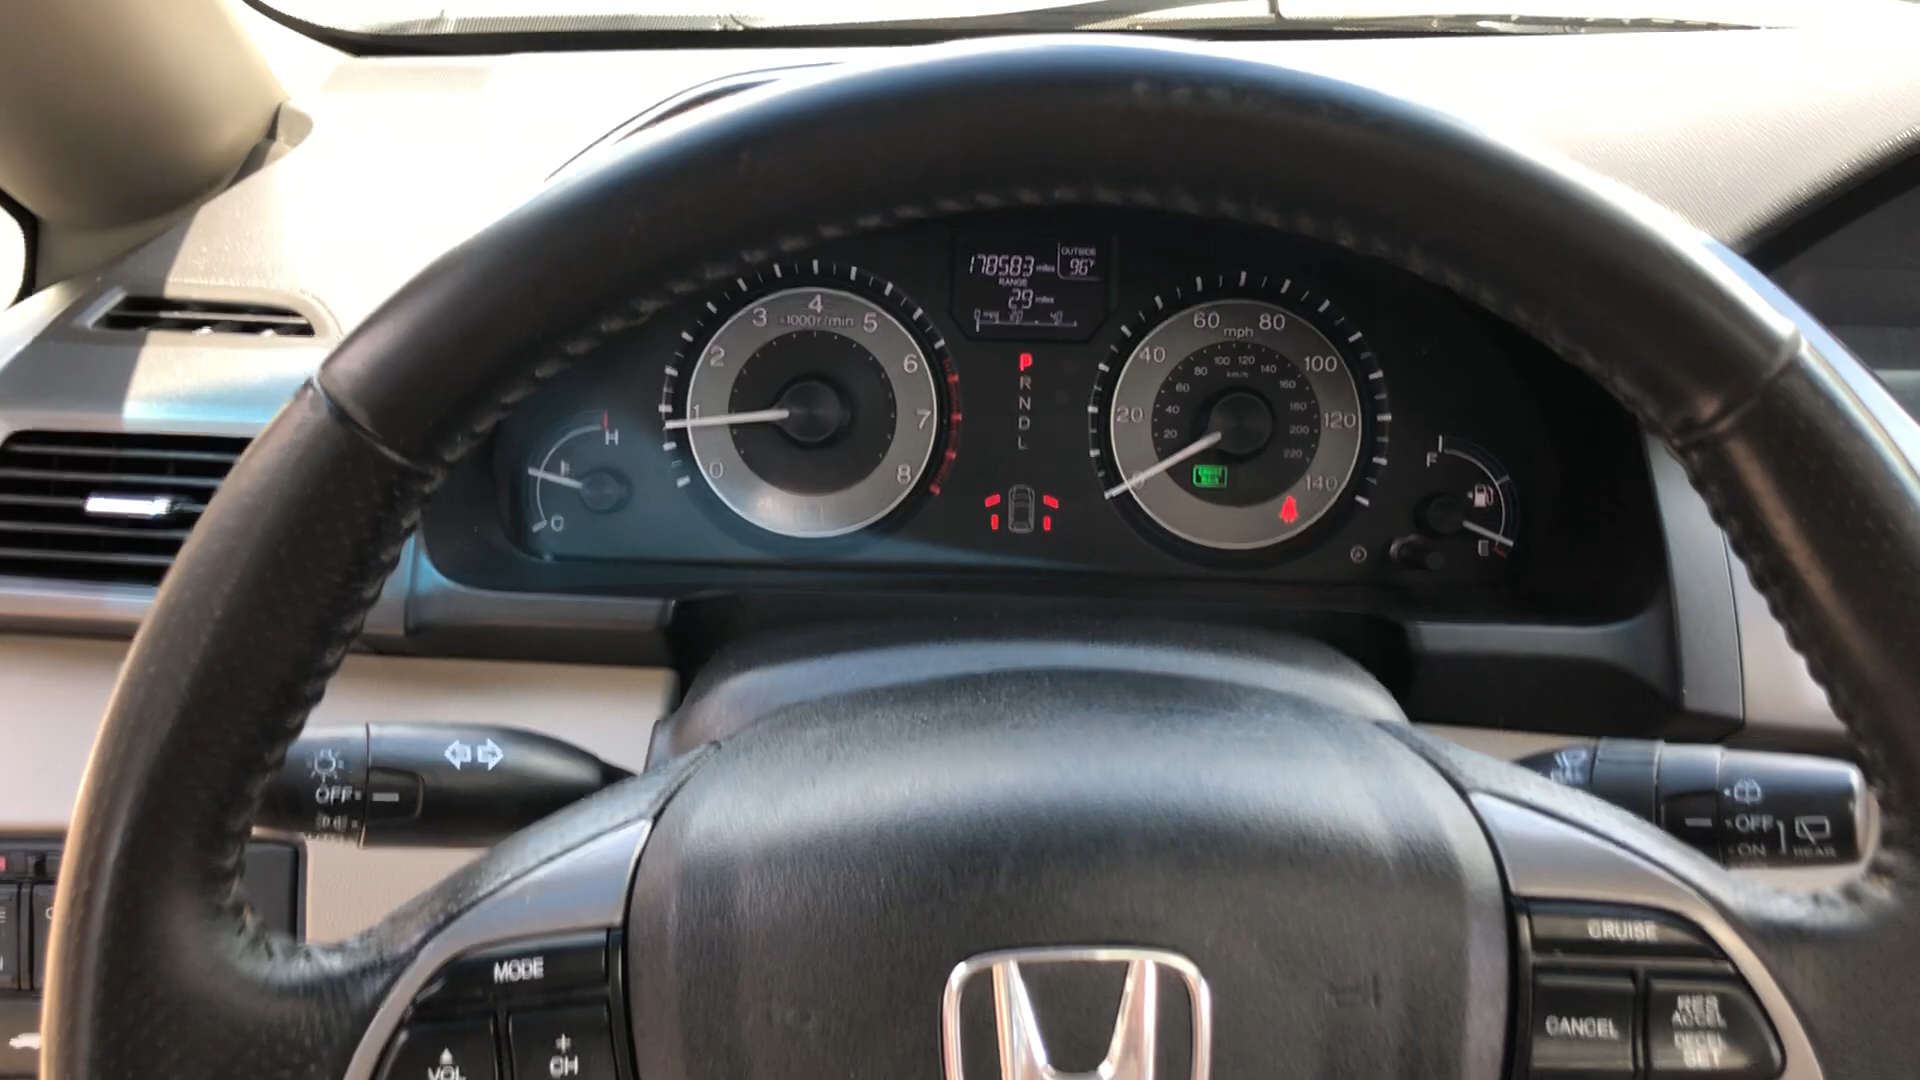 178583 miles
OUTSIDE
96°F
RANGE
29 miles
0 mpg 20 40
0 1 2 3 4 5 6 7 8
x1000r/min
P
R
N
D
L
0 20 40 60 80 100 120 140
mph
20 40 60 80 100 120 140 160 180 200 220
km/h
H
C
F
E
OFF
OFF
ON
REAR
MODE
VOL
+
CH
CRUISE
CANCEL
RES
ACCEL
DECEL
SET